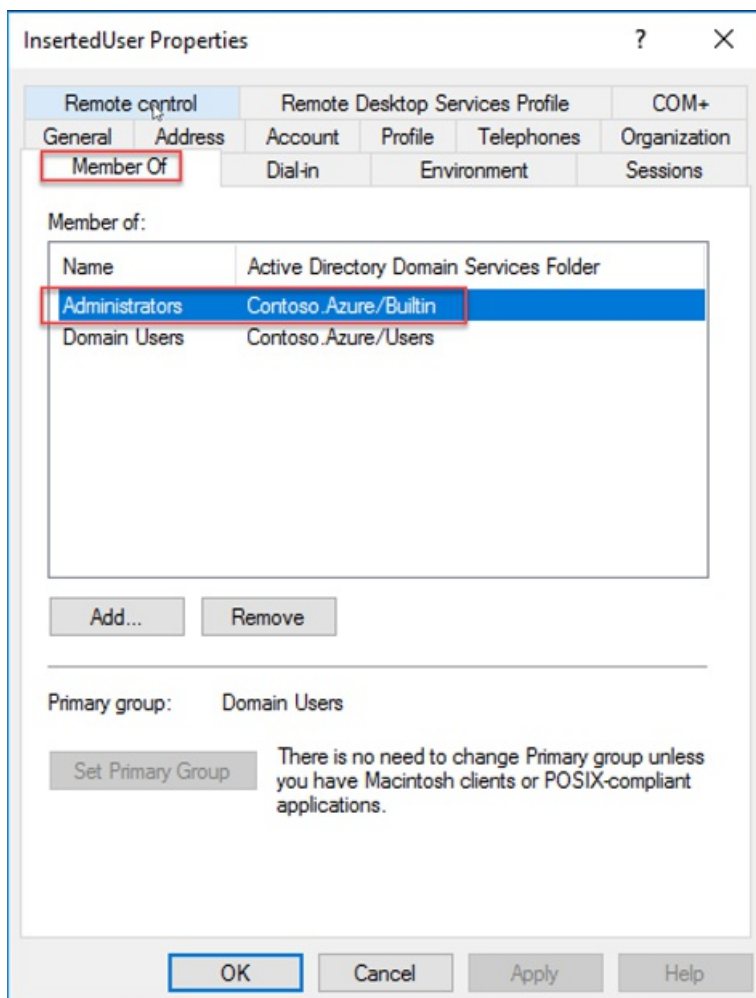 InsertedUser Properties ?
Remote control Remote Desktop Services Profile COM+
General Address Account Profile Telephones Organization
Member Of Dial-in Environment Sessions
Member of:
Name Active Directory Domain Services Folder
Administrators Contoso.Azure/Builtin
Domain Users Contoso.Azure/Users
Add... Remove
Primary group: Domain Users
Set Primary Group
There is no need to change Primary group unless
you have Macintosh clients or POSIX-compliant
applications.
OK Cancel Apply Help